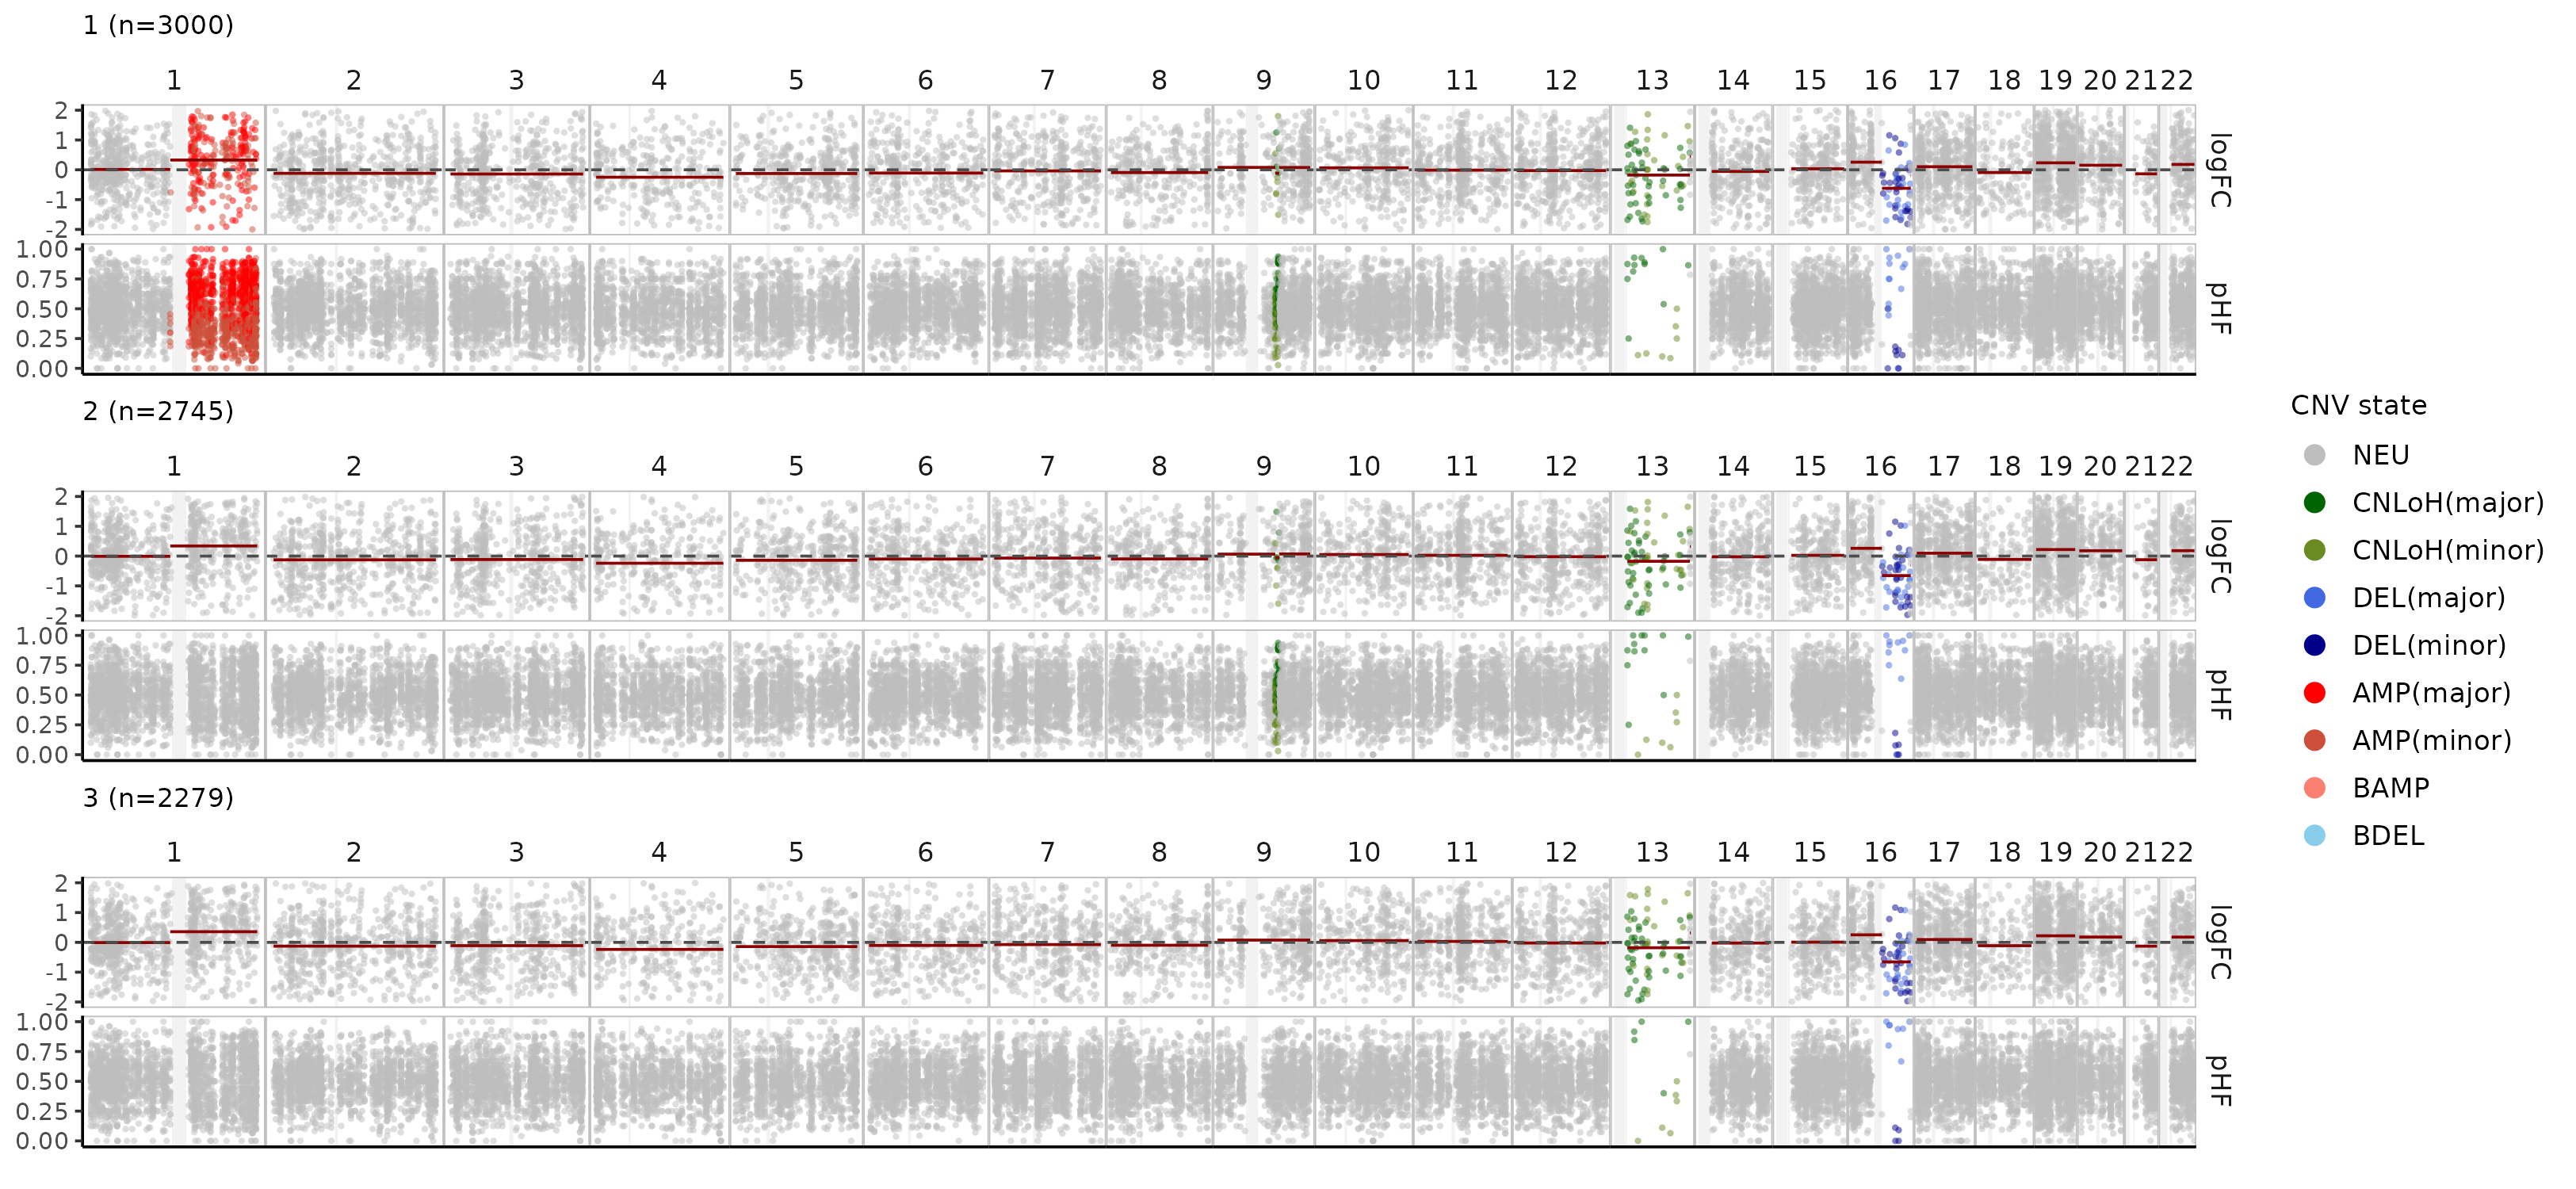 1 (n=3000)
1 2 3 4 5 6 7 8 9 10 11 12 13 14 15 16 17 18 19 20 21 22
2
1
0
-1
-2
logFC
1.00
0.75
0.50
0.25
0.00
pHF
2 (n=2745)
1 2 3 4 5 6 7 8 9 10 11 12 13 14 15 16 17 18 19 20 21 22
2
1
0
-1
-2
logFC
1.00
0.75
0.50
0.25
0.00
pHF
3 (n=2279)
1 2 3 4 5 6 7 8 9 10 11 12 13 14 15 16 17 18 19 20 21 22
2
1
0
-1
-2
logFC
1.00
0.75
0.50
0.25
0.00
pHF
CNV state
NEU
CNLoH(major)
CNLoH(minor)
DEL(major)
DEL(minor)
AMP(major)
AMP(minor)
BAMP
BDEL